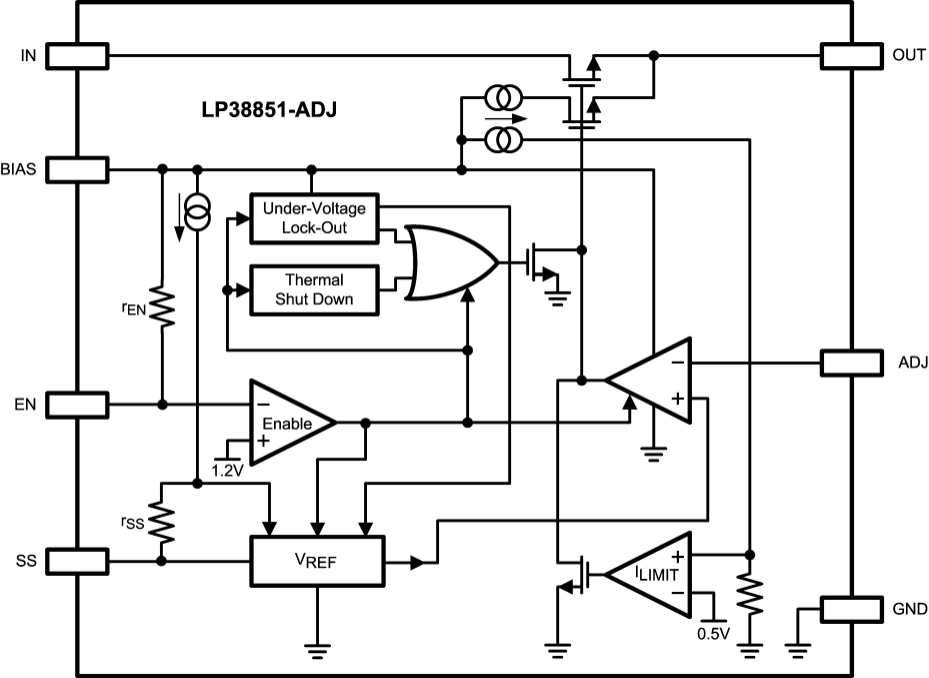 IN
OUT
LP38851-ADJ
BIAS
Under-Voltage
Lock-Out
Thermal
Shut Down
rEN
−
ADJ
+
EN
−
Enable
+
1.2V
rSS
SS
VREF
+
ILIMIT
−
0.5V
GND